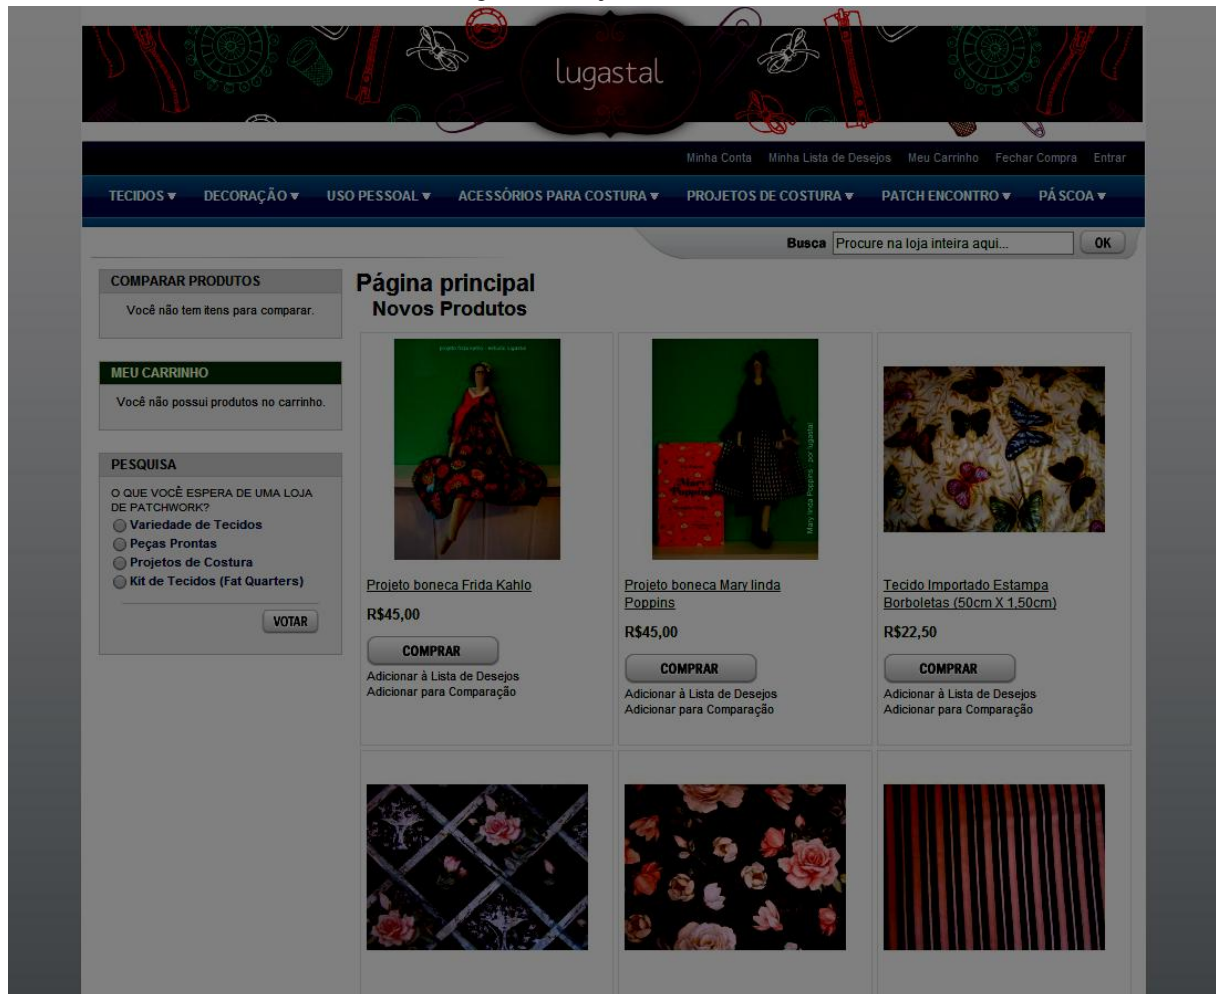 lugastal
Minha Conta Minha Lista de Desejos Meu Carrinho Fechar Compra Entrar
TECIDOS DECORAÇÃO USO PESSOAL ACESSÓRIOS PARA COSTURA PROJETOS DE COSTURA PATCH ENCONTRO PÁSCOA
Busca Procure na loja inteira aqui... OK
COMPARAR PRODUTOS
Você não tem itens para comparar.
MEU CARRINHO
Você não possui produtos no carrinho.
PESQUISA
O QUE VOCÊ ESPERA DE UMA LOJA
DE PATCHWORK?
Variedade de Tecidos
Peças Prontas
Projetos de Costura
Kit de Tecidos (Fat Quarters)
VOTAR
Página principal
Novos Produtos
Projeto boneca Frida Kahlo
R$45,00
COMPRAR
Adicionar à Lista de Desejos
Adicionar para Comparação
Mary linda Poppins - por lugastal
Projeto boneca Mary linda
Poppins
R$45,00
COMPRAR
Adicionar à Lista de Desejos
Adicionar para Comparação
Tecido Importado Estampa
Borboletas (50cm X 1,50cm)
R$22,50
COMPRAR
Adicionar à Lista de Desejos
Adicionar para Comparação